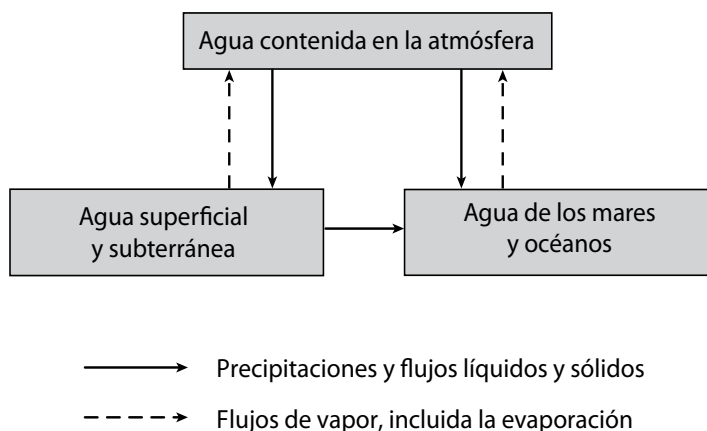 Agua contenida en la atmósfera
Agua superficial
y subterránea
Agua de los mares
y océanos
Precipitaciones y flujos líquidos y sólidos
Flujos de vapor, incluida la evaporación